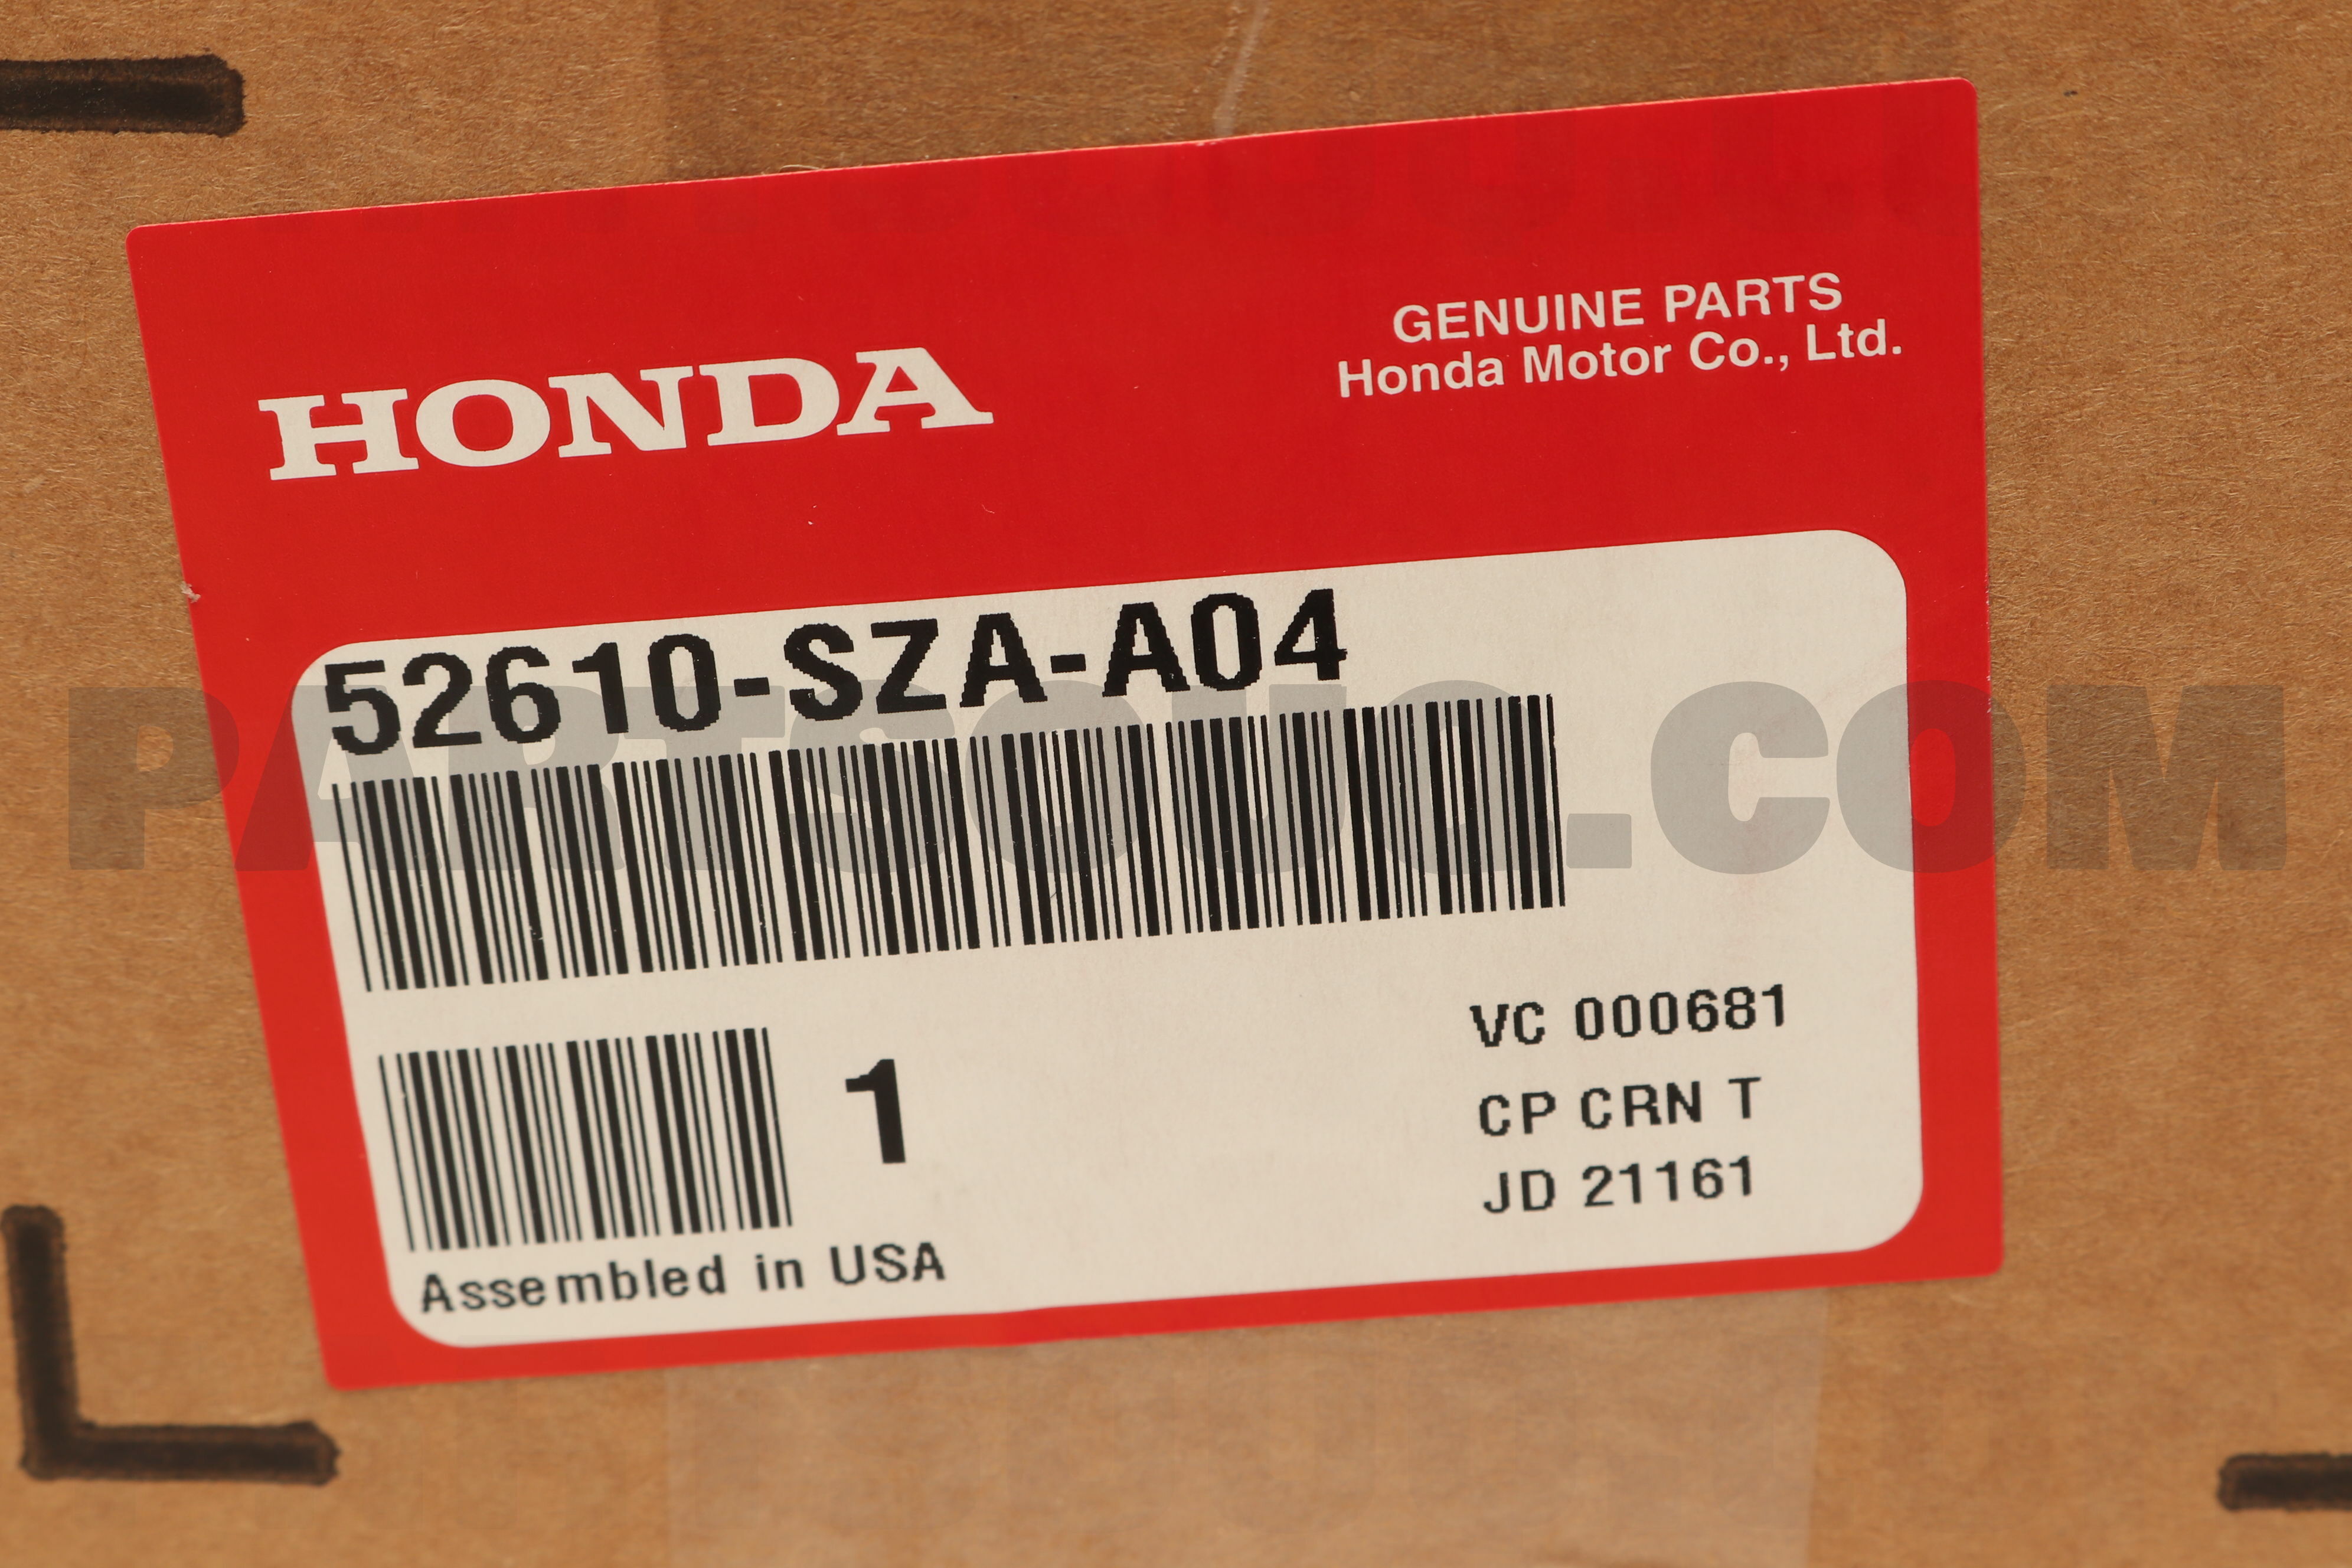 HONDA
GENUINE PARTS
Honda Motor Co., Ltd.
52610-SZA-A04
PARTSOUQ.COM
1
VC 000681
CP CRN T
JD 21161
Assembled in USA